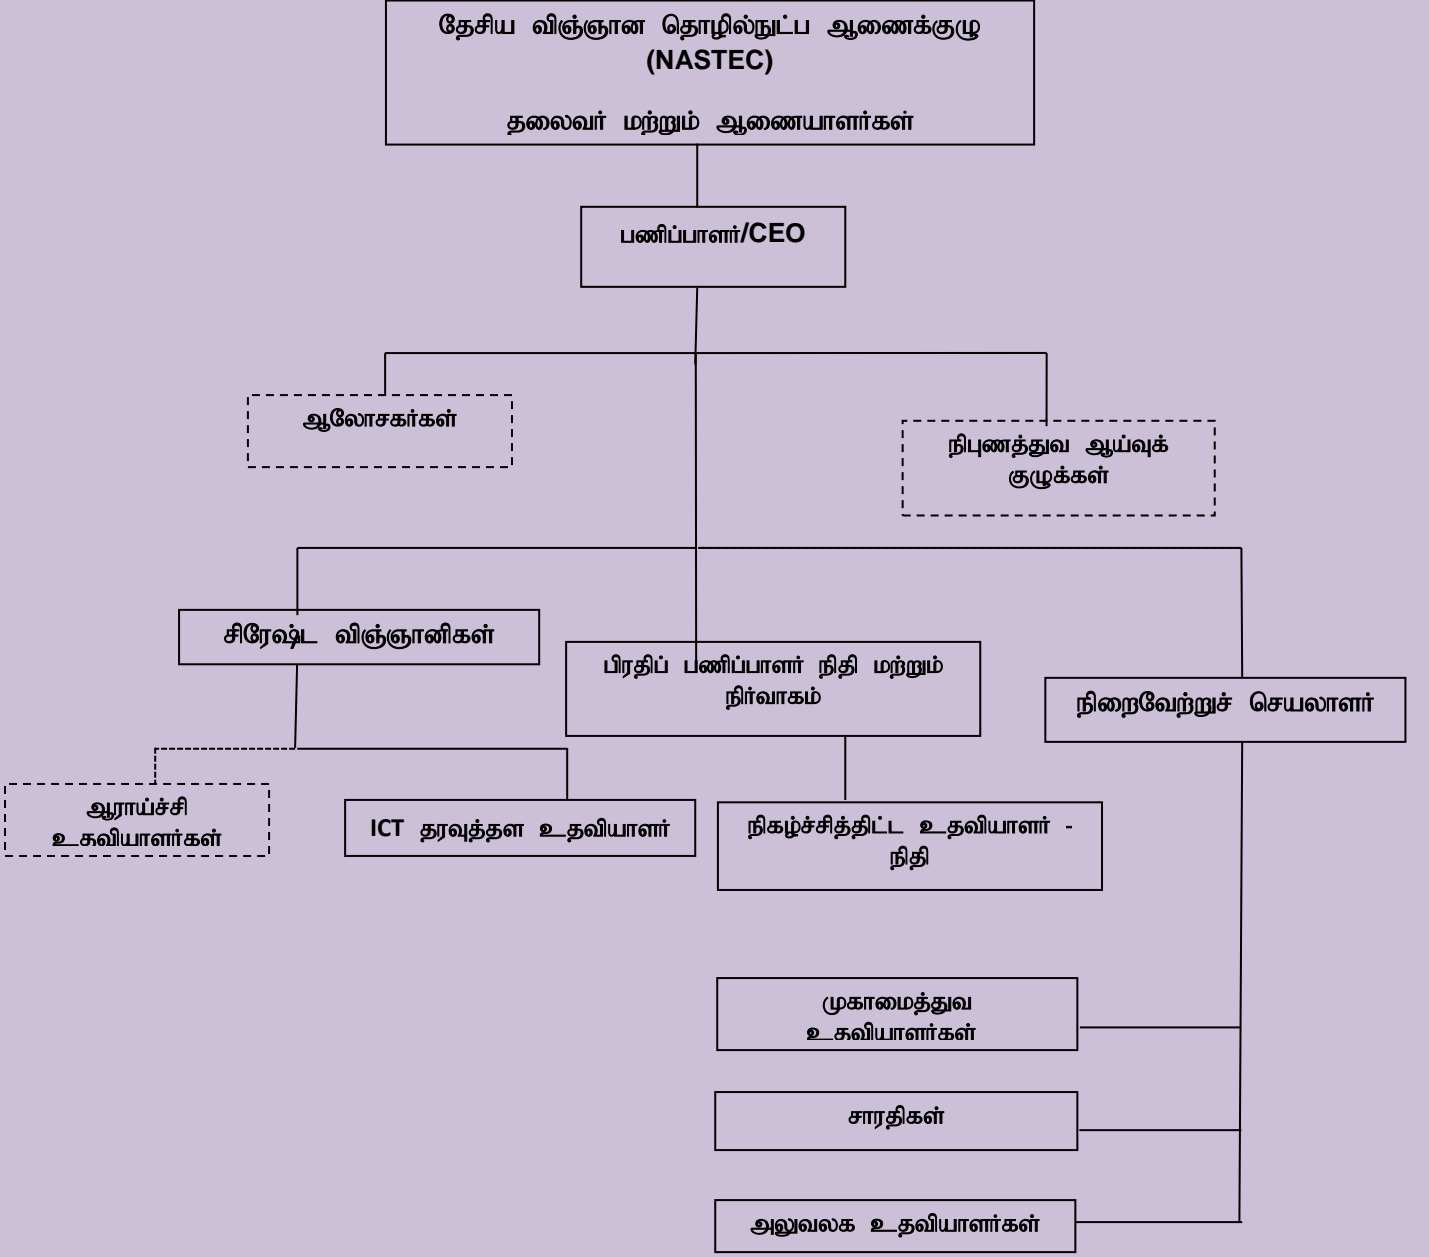 தேசிய விஞ்ஞான தொழில்நுட்ப ஆணைக்குழு
(NASTEC)
தலைவர் மற்றும் ஆணையாளர்கள்
பணிப்பாளர்/CEO
ஆலோசகர்கள்
நிபுணத்துவ ஆய்வுக்
குழுக்கள்
சிரேஷ்ட விஞ்ஞானிகள்
பிரதிப் பணிப்பாளர் நிதி மற்றும்
நிர்வாகம்
நிறைவேற்றுச் செயலாளர்
ஆராய்ச்சி
உதவியாளர்கள்
ICT தரவுத்தள உதவியாளர்
நிகழ்ச்சித்திட்ட உதவியாளர் -
நிதி
முகாமைத்துவ
உதவியாளர்கள்
சாரதிகள்
அலுவலக உதவியாளர்கள்